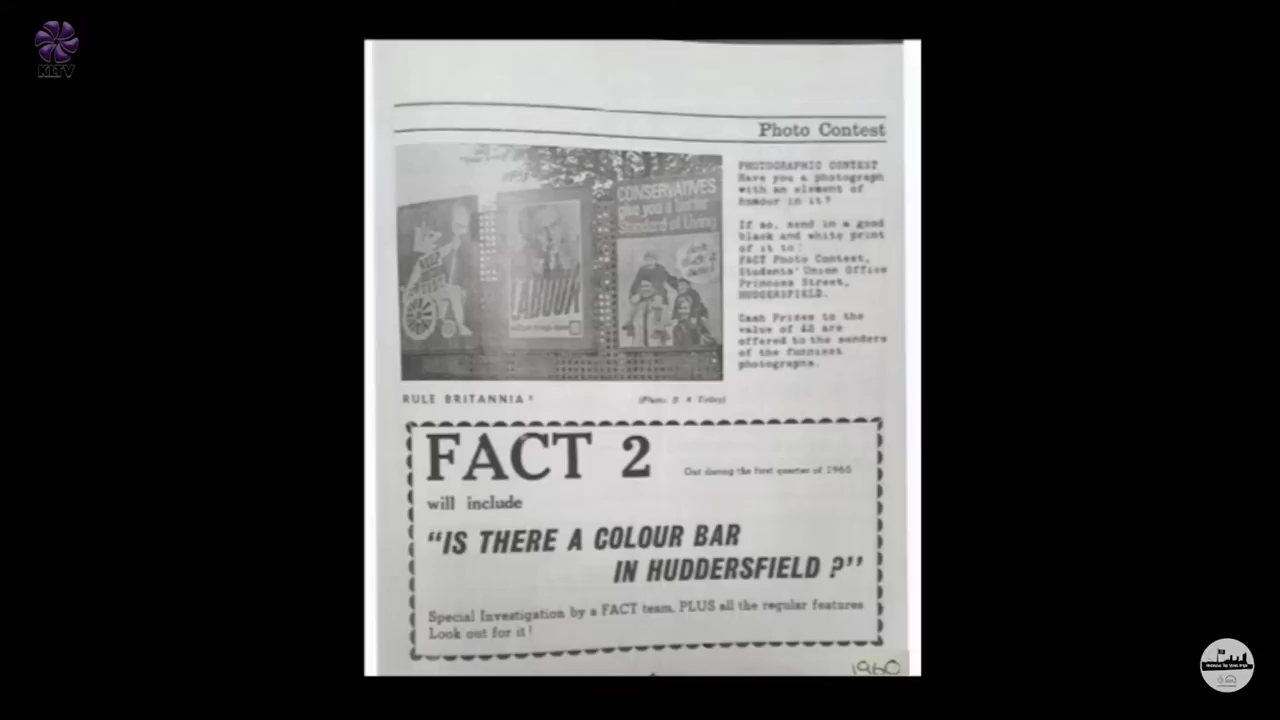 KLTV
Photo Contest
PHOTOGRAPHIC CONTEST
Have you a photograph
with an element of
humour in it?
If so, send in a good
black and white print
of it to:
FACT Photo Contest,
Students' Union Office
Princess Street,
HUDDERSFIELD.
Cash Prizes to the
value of £2 are
offered to the senders
of the funniest
photographs.
LABOUR
CONSERVATIVES
give you a better
Standard of Living
RULE BRITANNIA
FACT 2
Out during the first quarter of 1965
will include
"IS THERE A COLOUR BAR
IN HUDDERSFIELD ?"
Special Investigation by a FACT team, PLUS all the regular features
Look out for it!
1960